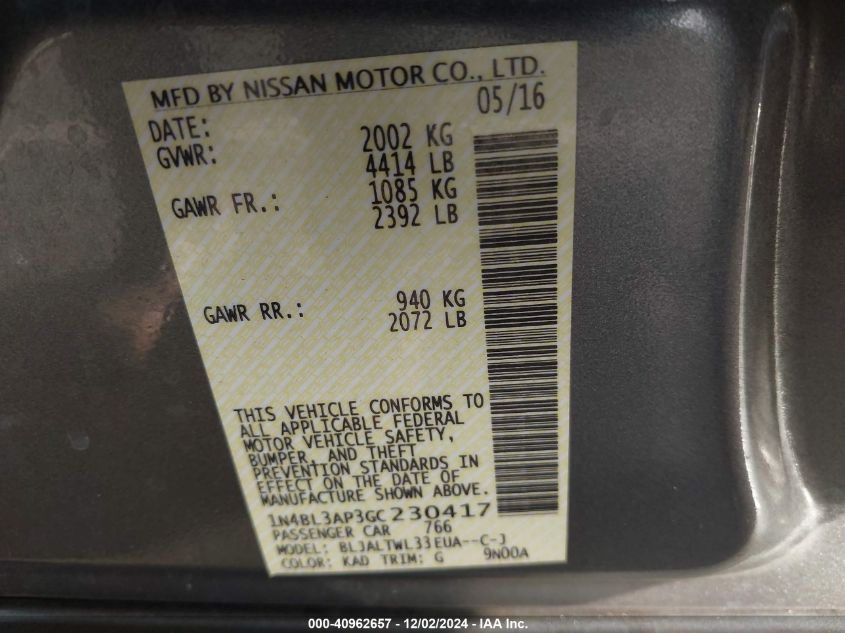 MFD BY NISSAN MOTOR CO., LTD.
DATE: 05/16
GVWR: 2002 KG
4414 LB
GAWR FR.: 1085 KG
2392 LB
GAWR RR.: 940 KG
2072 LB
THIS VEHICLE CONFORMS TO
ALL APPLICABLE FEDERAL
MOTOR VEHICLE SAFETY,
BUMPER, AND THEFT
PREVENTION STANDARDS IN
EFFECT ON THE DATE OF
MANUFACTURE SHOWN ABOVE.
1N4BL3AP3GC230417
PASSENGER CAR 766
MODEL: BLJALTWL33EUA--C-J
COLOR: KAD TRIM: G 9N00A
000-40962657 - 12/02/2024 - IAA Inc.